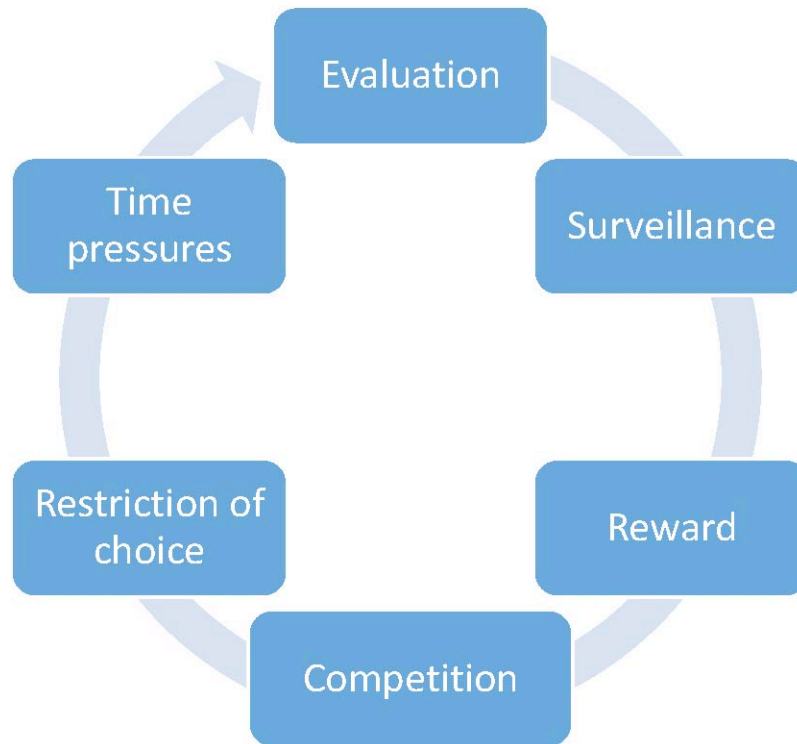 Evaluation
Surveillance
Reward
Competition
Restriction of
choice
Time
pressures